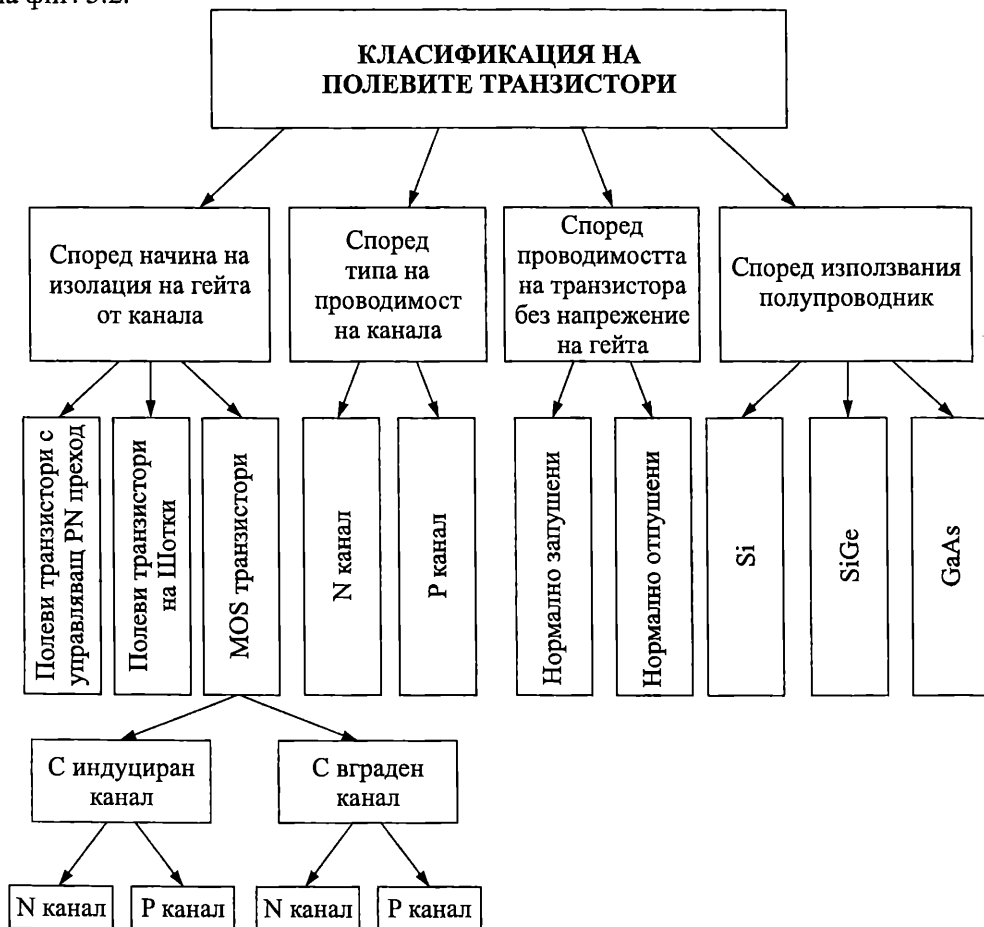 на фиг. 3.2.
КЛАСИФИКАЦИЯ НА
ПОЛЕВИТЕ ТРАНЗИСТОРИ
Според начина на
изолация на гейта
от канала
Според
типа на
проводимост
на канала
Според
проводимостта
на транзистора
без напрежение
на гейта
Според използвания
полупроводник
Полеви транзистори с
управляващ PN преход
Полеви транзистори
на Шотки
MOS транзистори
N канал
P канал
Нормално запушени
Нормално отпушени
Si
SiGe
GaAs
С индуциран
канал
С вграден
канал
N канал
P канал
N канал
P канал